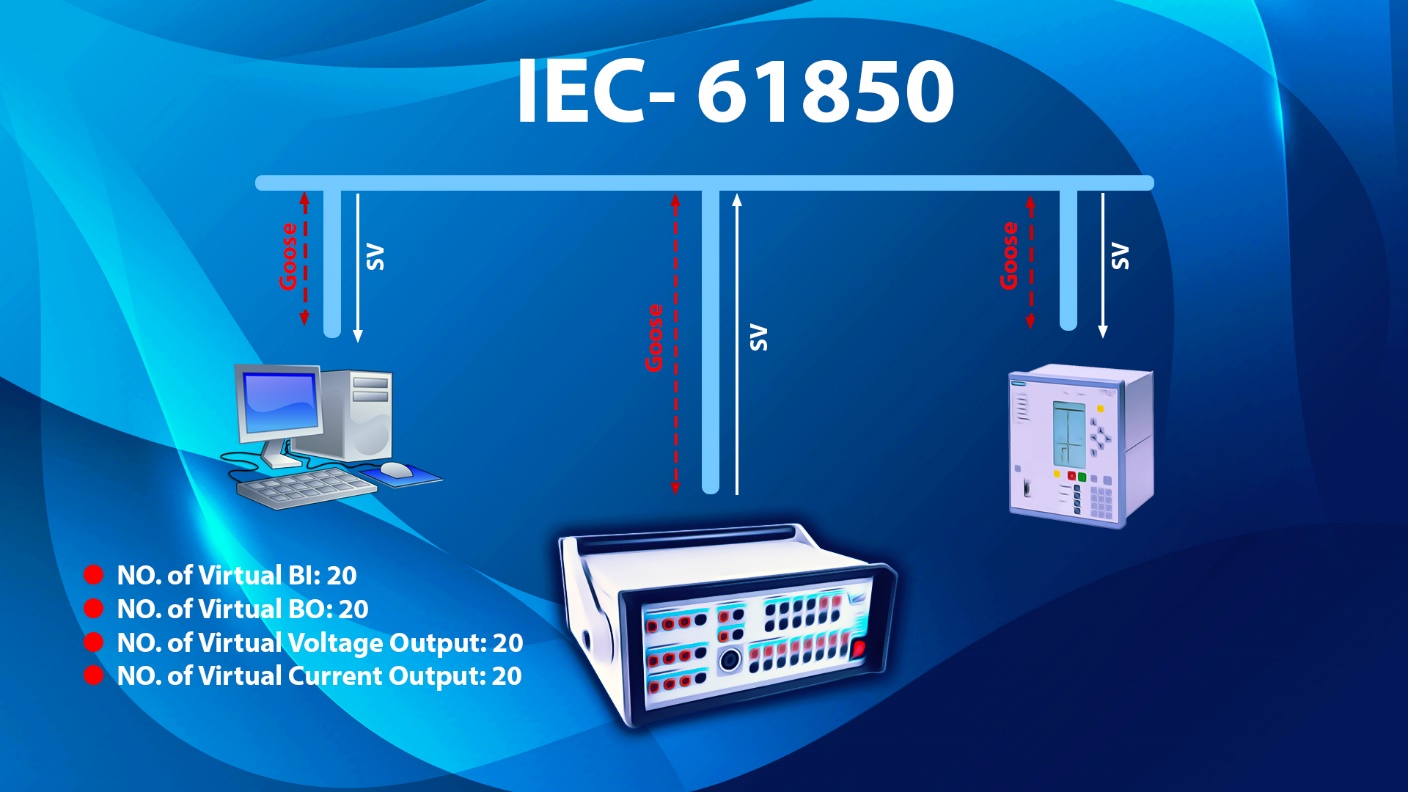 IEC- 61850
Goose
SV
Goose
SV
Goose
SV
NO. of Virtual BI: 20
NO. of Virtual BO: 20
NO. of Virtual Voltage Output: 20
NO. of Virtual Current Output: 20